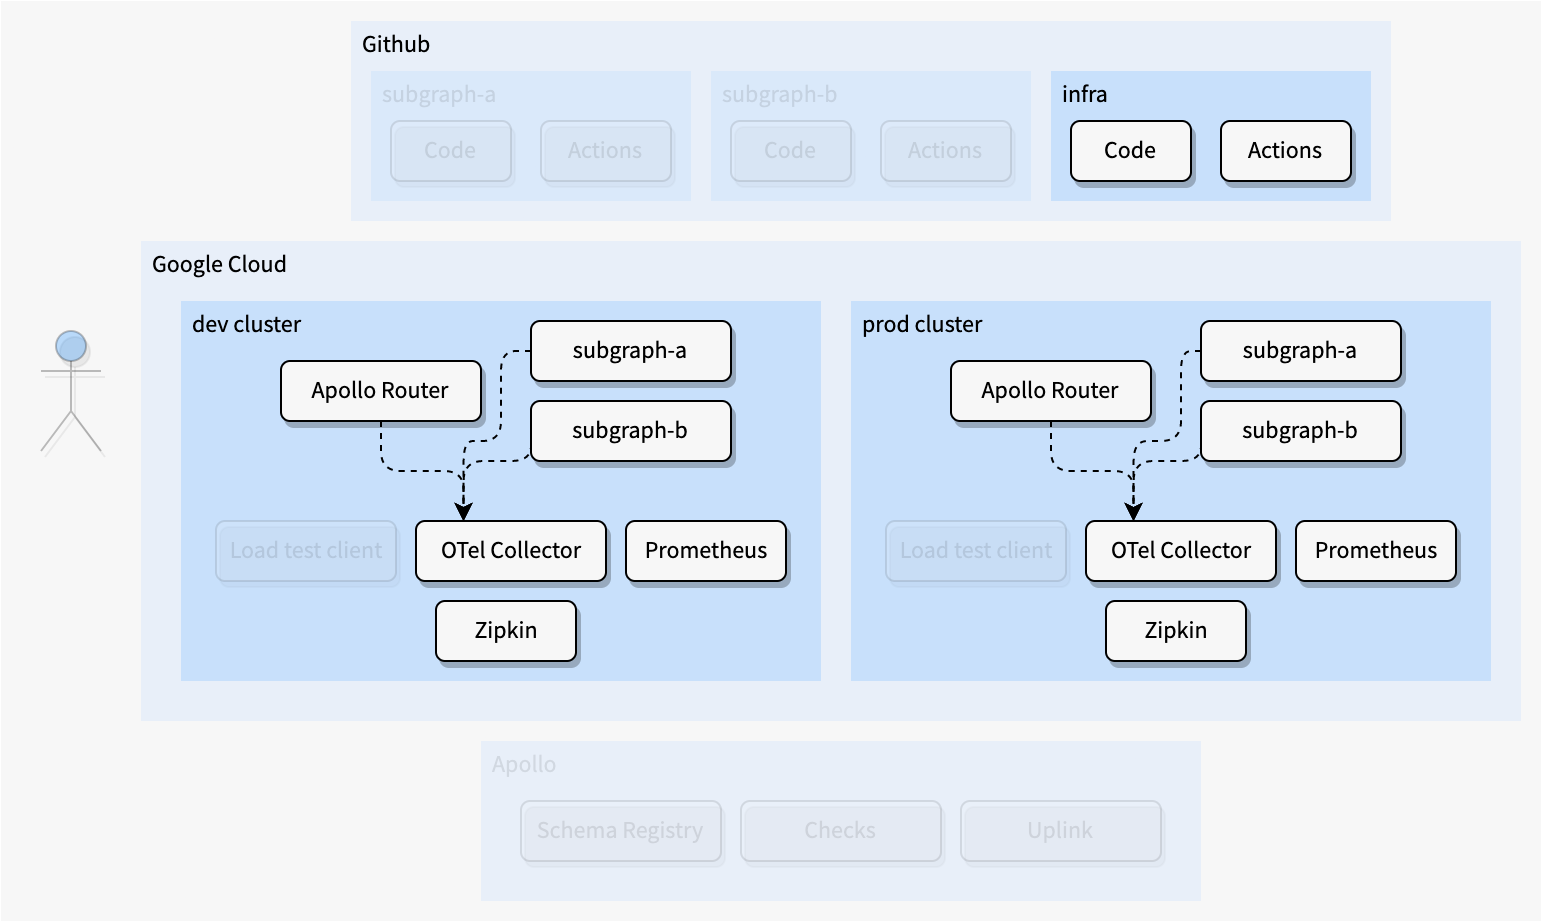 Github
subgraph-a
Code
Actions
subgraph-b
Code
Actions
infra
Code
Actions
Google Cloud
dev cluster
subgraph-a
Apollo Router
subgraph-b
Load test client
OTel Collector
Prometheus
Zipkin
prod cluster
subgraph-a
Apollo Router
subgraph-b
Load test client
OTel Collector
Prometheus
Zipkin
Apollo
Schema Registry
Checks
Uplink